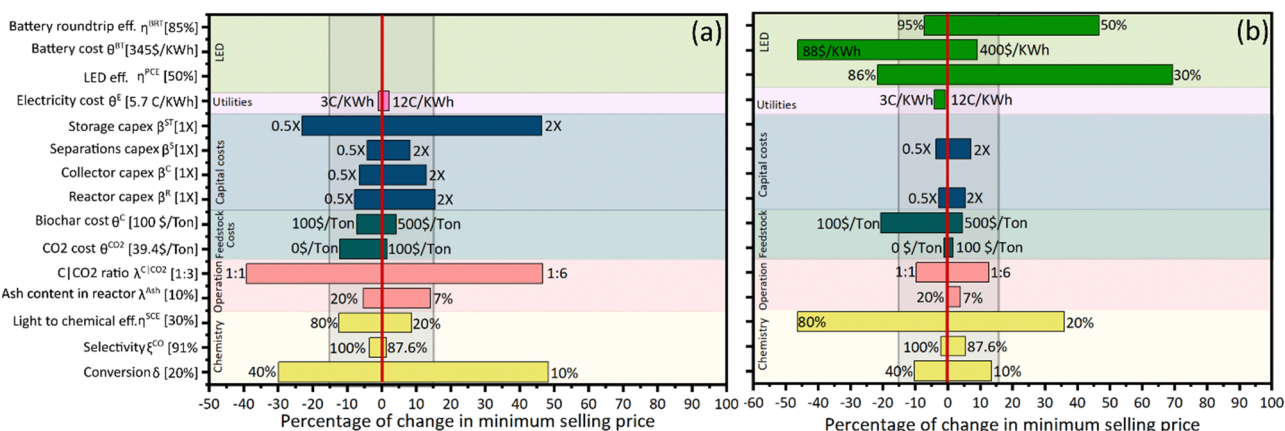 Battery roundtrip eff. η^BRT [85%]
Battery cost θ^BT [345$/KWh]
LED eff. η^PCE [50%]
Electricity cost θ^E [5.7 C/KWh]
Storage capex β^ST [1X]
Separations capex β^S [1X]
Collector capex β^C [1X]
Reactor capex β^R [1X]
Biochar cost θ^C [100 $/Ton]
CO2 cost θ^CO2 [39.4$/Ton]
C|CO2 ratio λ^C|CO2 [1:3]
Ash content in reactor λ^Ash [10%]
Light to chemical eff. η^SCE [30%]
Selectivity ξ^CO [91%
Conversion δ [20%]
(a)
LED
Utilities
Capital costs
Feedstock
Costs
Operation
Chemistry
3C/KWh 12C/KWh
0.5X 2X
0.5X 2X
0.5X 2X
0.5X 2X
100$/Ton 500$/Ton
0$/Ton 100$/Ton
1:1 1:6
20% 7%
80% 20%
100% 87.6%
40% 10%
-50 -40 -30 -20 -10 0 10 20 30 40 50 60 70 80 90 100
Percentage of change in minimum selling price
(b)
LED
Utilities
Capital costs
Feedstock
Costs
Operation
Chemistry
95% 50%
88$/KWh 400$/KWh
86% 30%
3C/KWh 12C/KWh
0.5X 2X
0.5X 2X
100$/Ton 500$/Ton
0 $/Ton 100 $/Ton
1:1 1:6
20% 7%
80% 20%
100% 87.6%
40% 10%
-60 -50 -40 -30 -20 -10 0 10 20 30 40 50 60 70 80 90 100
Percentage of change in minimum selling price